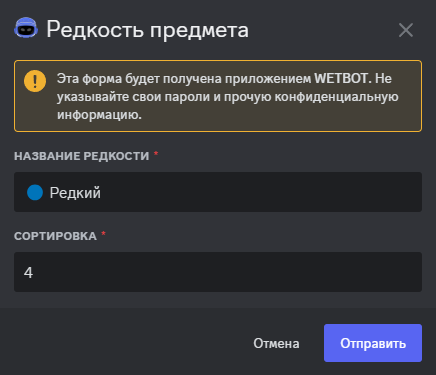 Редкость предмета
Эта форма будет получена приложением WETBOT. Не
указывайте свои пароли и прочую конфиденциальную
информацию.
НАЗВАНИЕ РЕДКОСТИ *
🔵 Редкий
СОРТИРОВКА *
4
Отмена
Отправить